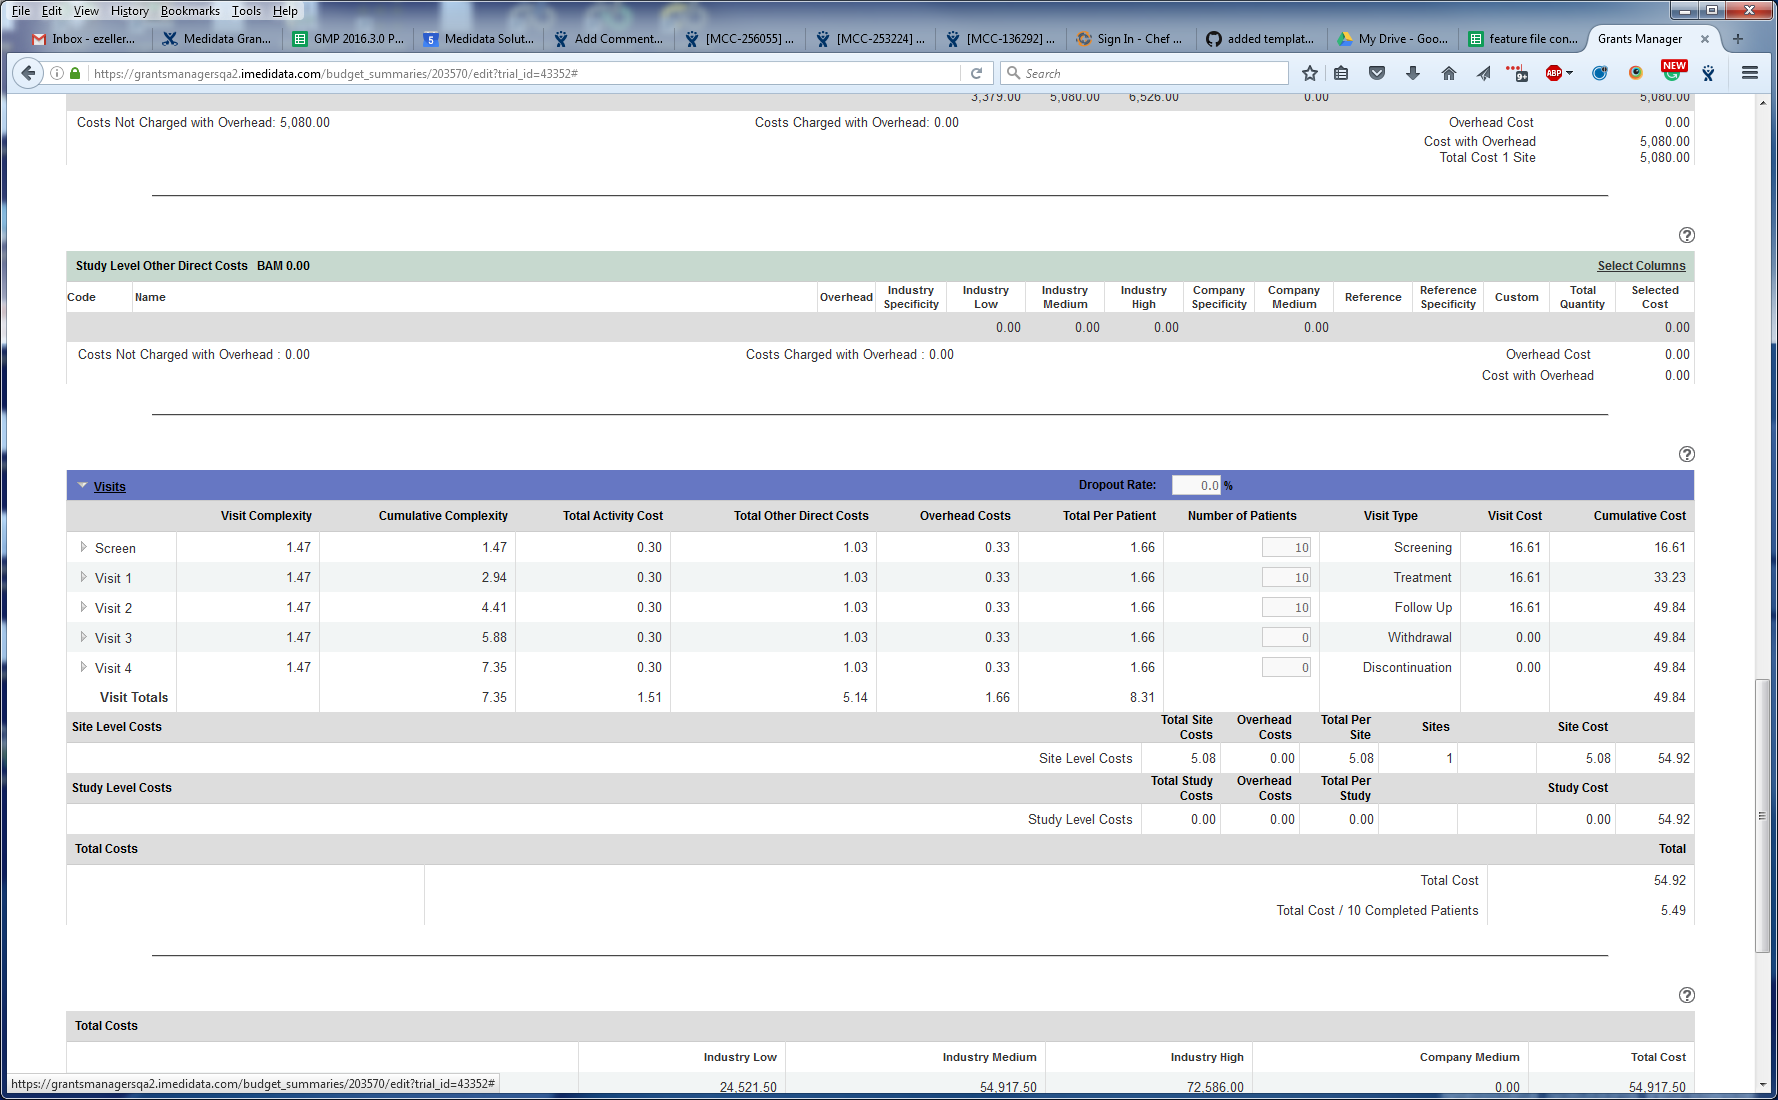 File Edit View History Bookmarks Tools Help
Inbox - ezeller... Medidata Gran... GMP 2016.3.0 P... Medidata Solut... Add Comment... [MCC-256055] ... [MCC-253224] ... [MCC-136292] ... Sign In - Chef ... added templat... My Drive - Goo... feature file con... Grants Manager
https://grantsmanagersqa2.imedidata.com/budget_summaries/203570/edit?trial_id=43352# Search 9+ ABP NEW
3,379.00 5,080.00 6,526.00 0.00 5,080.00
Costs Not Charged with Overhead: 5,080.00 Costs Charged with Overhead: 0.00 Overhead Cost 0.00
Cost with Overhead 5,080.00
Total Cost 1 Site 5,080.00
Study Level Other Direct Costs BAM 0.00 Select Columns
Code Name Overhead Industry Specificity Industry Low Industry Medium Industry High Company Specificity Company Medium Reference Reference Specificity Custom Total Quantity Selected Cost
0.00 0.00 0.00 0.00 0.00
Costs Not Charged with Overhead : 0.00 Costs Charged with Overhead : 0.00 Overhead Cost 0.00
Cost with Overhead 0.00
Visits Dropout Rate: 0.0 %
Visit Complexity Cumulative Complexity Total Activity Cost Total Other Direct Costs Overhead Costs Total Per Patient Number of Patients Visit Type Visit Cost Cumulative Cost
Screen 1.47 1.47 0.30 1.03 0.33 1.66 10 Screening 16.61 16.61
Visit 1 1.47 2.94 0.30 1.03 0.33 1.66 10 Treatment 16.61 33.23
Visit 2 1.47 4.41 0.30 1.03 0.33 1.66 10 Follow Up 16.61 49.84
Visit 3 1.47 5.88 0.30 1.03 0.33 1.66 0 Withdrawal 0.00 49.84
Visit 4 1.47 7.35 0.30 1.03 0.33 1.66 0 Discontinuation 0.00 49.84
Visit Totals 7.35 1.51 5.14 1.66 8.31 49.84
Site Level Costs Total Site Costs Overhead Costs Total Per Site Sites Site Cost
Site Level Costs 5.08 0.00 5.08 1 5.08 54.92
Study Level Costs Total Study Costs Overhead Costs Total Per Study Study Cost
Study Level Costs 0.00 0.00 0.00 0.00 54.92
Total Costs Total
Total Cost 54.92
Total Cost / 10 Completed Patients 5.49
Total Costs
Industry Low Industry Medium Industry High Company Medium Total Cost
24,521.50 54,917.50 72,586.00 0.00 54,917.50
https://grantsmanagersqa2.imedidata.com/budget_summaries/203570/edit?trial_id=43352#